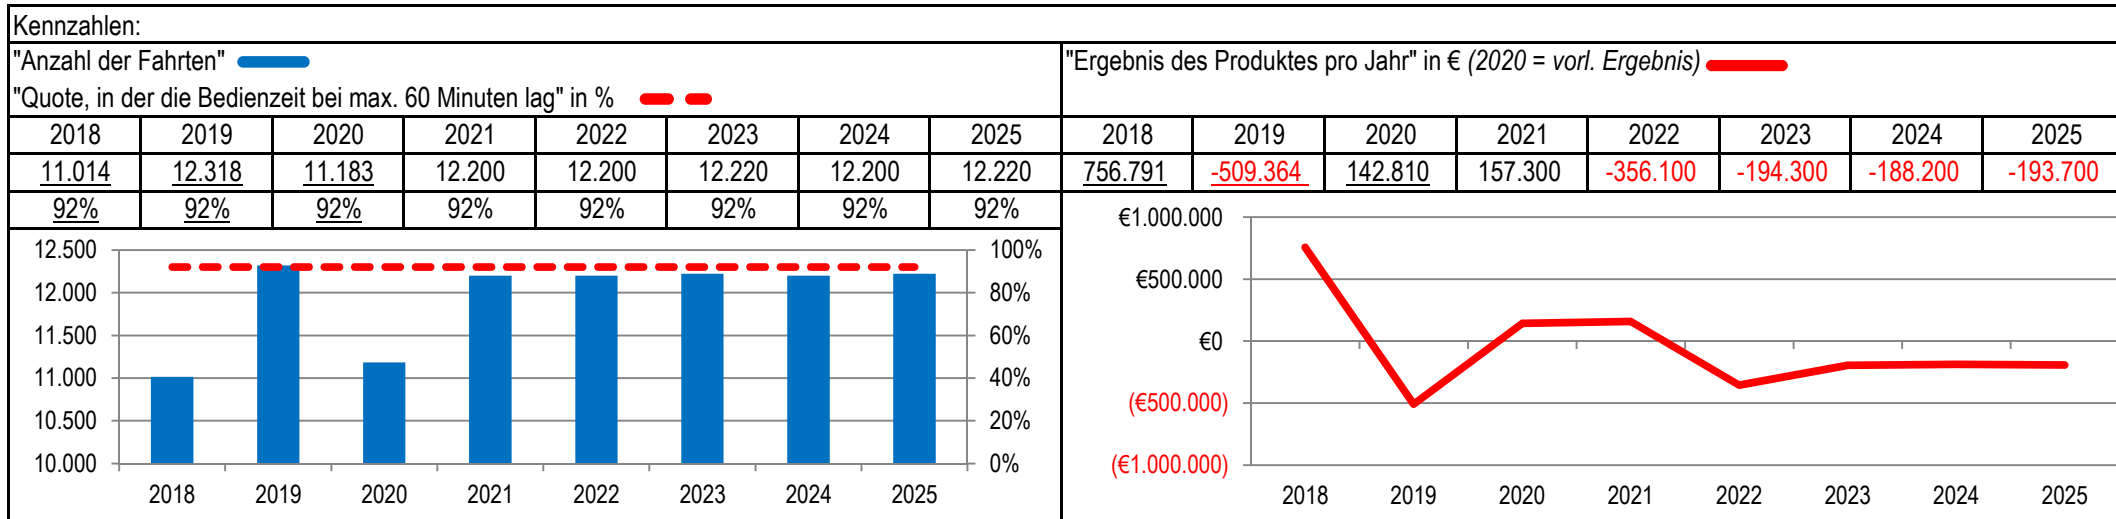 Kennzahlen:
"Anzahl der Fahrten"
"Quote, in der die Bedienzeit bei max. 60 Minuten lag" in %
"Ergebnis des Produktes pro Jahr" in € (2020 = vorl. Ergebnis)
2018 2019 2020 2021 2022 2023 2024 2025
11.014 12.318 11.183 12.200 12.200 12.220 12.200 12.220
92% 92% 92% 92% 92% 92% 92% 92%
12.500
12.000
11.500
11.000
10.500
10.000
100%
80%
60%
40%
20%
0%
2018 2019 2020 2021 2022 2023 2024 2025
2018 2019 2020 2021 2022 2023 2024 2025
756.791 -509.364 142.810 157.300 -356.100 -194.300 -188.200 -193.700
€1.000.000
€500.000
€0
(€500.000)
(€1.000.000)
2018 2019 2020 2021 2022 2023 2024 2025